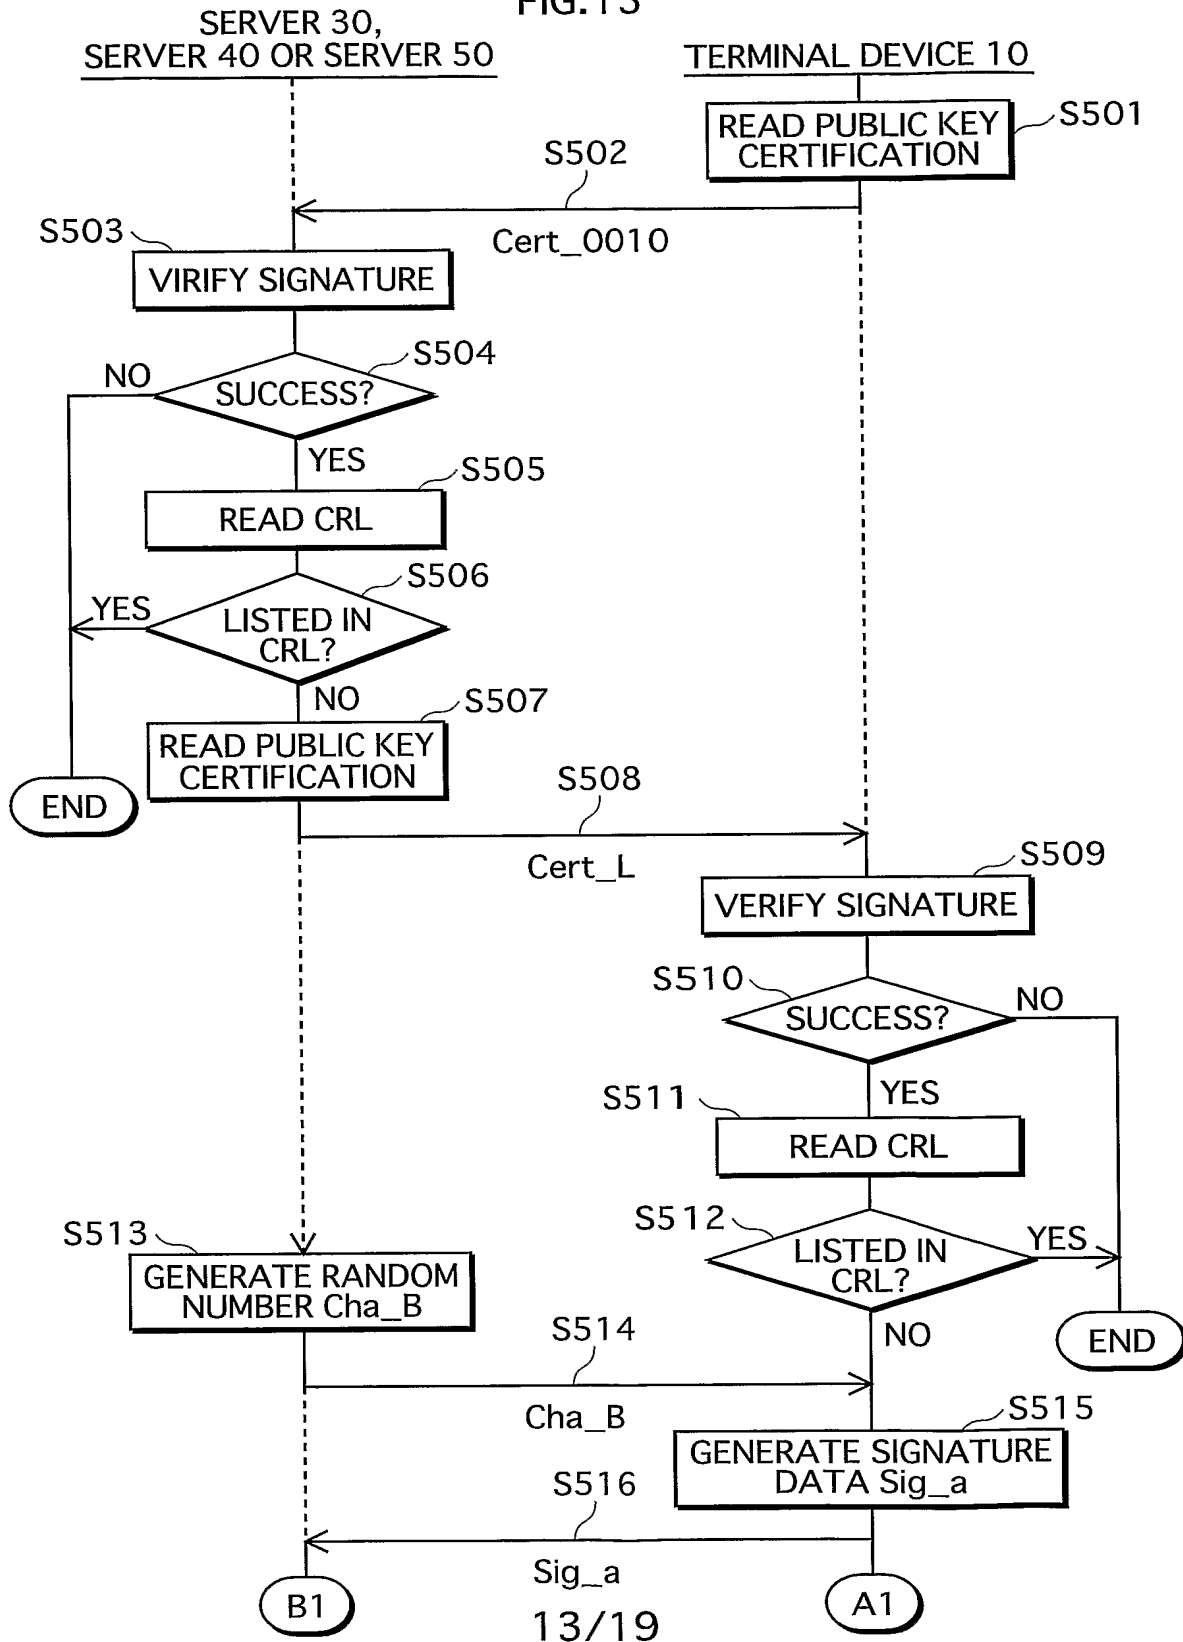 FIG.13
SERVER 30,
SERVER 40 OR SERVER 50
TERMINAL DEVICE 10
READ PUBLIC KEY
CERTIFICATION
S501
S502
Cert_0010
S503
VIRIFY SIGNATURE
S504
NO
SUCCESS?
YES
S505
READ CRL
S506
YES
LISTED IN
CRL?
NO
S507
READ PUBLIC KEY
CERTIFICATION
END
S508
Cert_L
S509
VERIFY SIGNATURE
S510
SUCCESS?
NO
YES
S511
READ CRL
S512
LISTED IN
CRL?
YES
NO
END
S513
GENERATE RANDOM
NUMBER Cha_B
S514
Cha_B
S515
GENERATE SIGNATURE
DATA Sig_a
S516
Sig_a
B1
A1
13/19